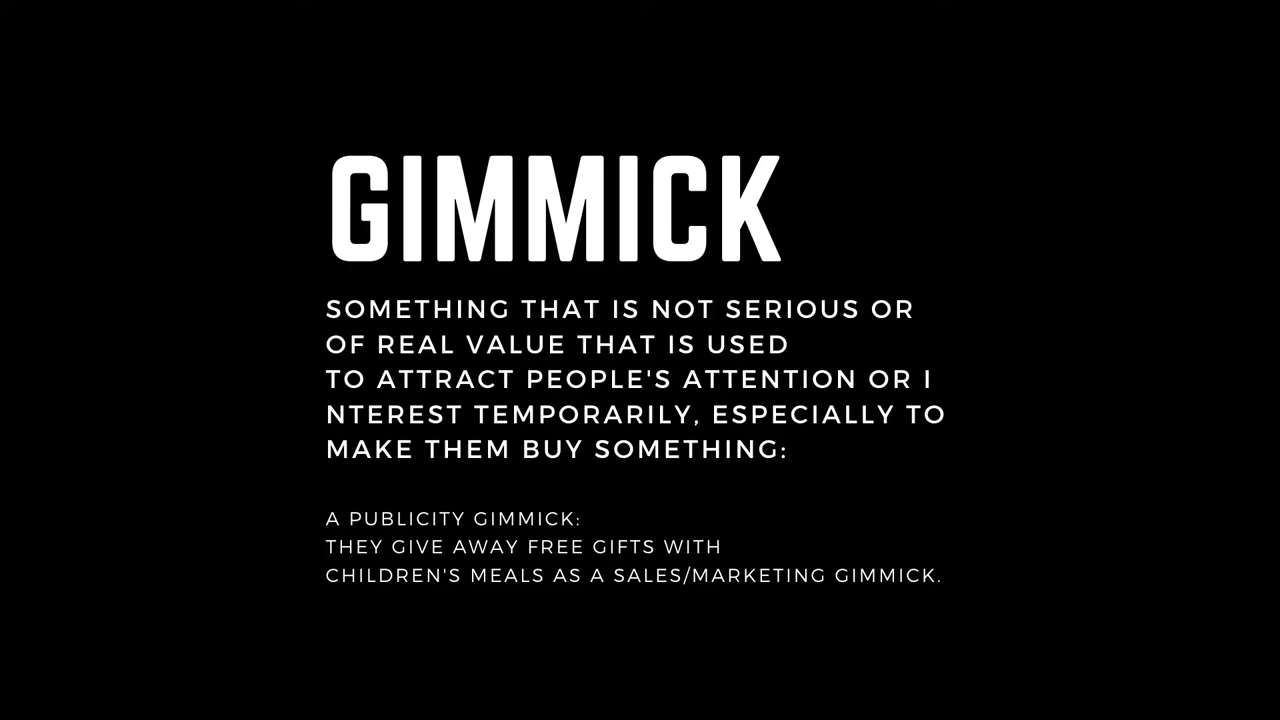 GIMMICK
SOMETHING THAT IS NOT SERIOUS OR
OF REAL VALUE THAT IS USED
TO ATTRACT PEOPLE'S ATTENTION OR I
NTEREST TEMPORARILY, ESPECIALLY TO
MAKE THEM BUY SOMETHING:
A PUBLICITY GIMMICK:
THEY GIVE AWAY FREE GIFTS WITH
CHILDREN'S MEALS AS A SALES/MARKETING GIMMICK.